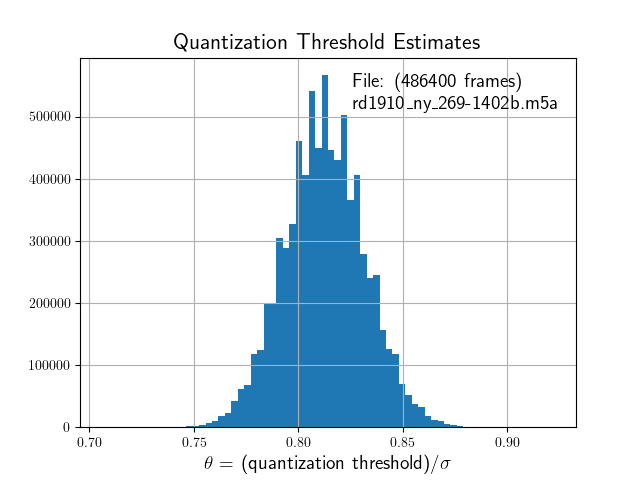 Quantization Threshold Estimates
File: (486400 frames)
rd1910_ny_269-1402b.m5a
500000
400000
300000
200000
100000
0
0.70 0.75 0.80 0.85 0.90
θ = (quantization threshold)/σ